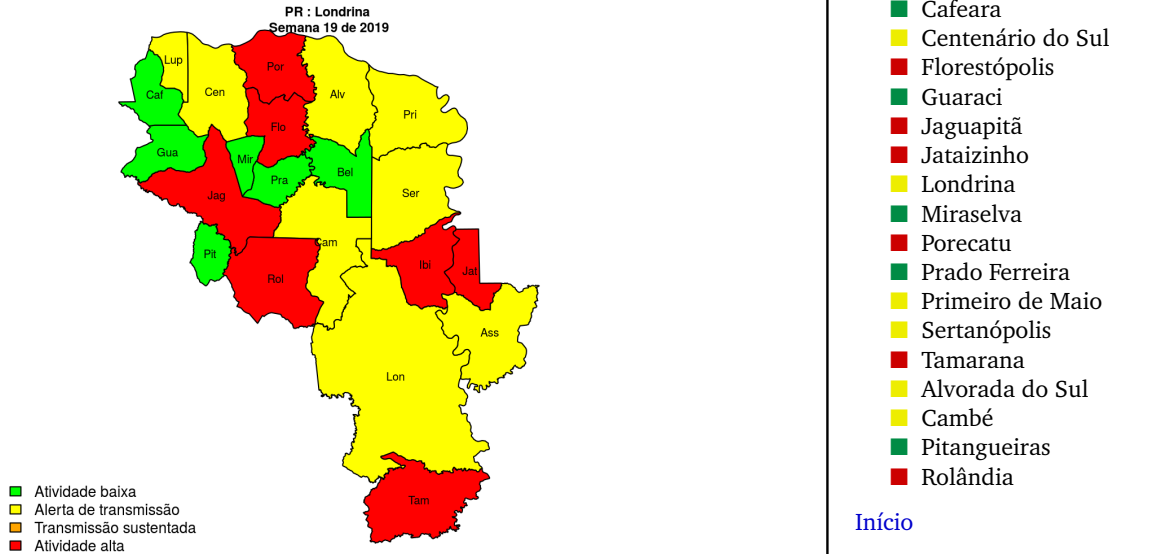 PR : Londrina
Semana 19 de 2019
Lup
Por
Caf
Cen
Alv
Pri
Flo
Gua
Mir
Bel
Pra
Jag
Ser
Cam
Pit
Rol
Ibi
Jat
Ass
Lon
Tam
Atividade baixa
Alerta de transmissão
Transmissão sustentada
Atividade alta
Cafeara
Centenário do Sul
Florestópolis
Guaraci
Jaguapitã
Jataizinho
Londrina
Miraselva
Porecatu
Prado Ferreira
Primeiro de Maio
Sertanópolis
Tamarana
Alvorada do Sul
Cambé
Pitangueiras
Rolândia
Início